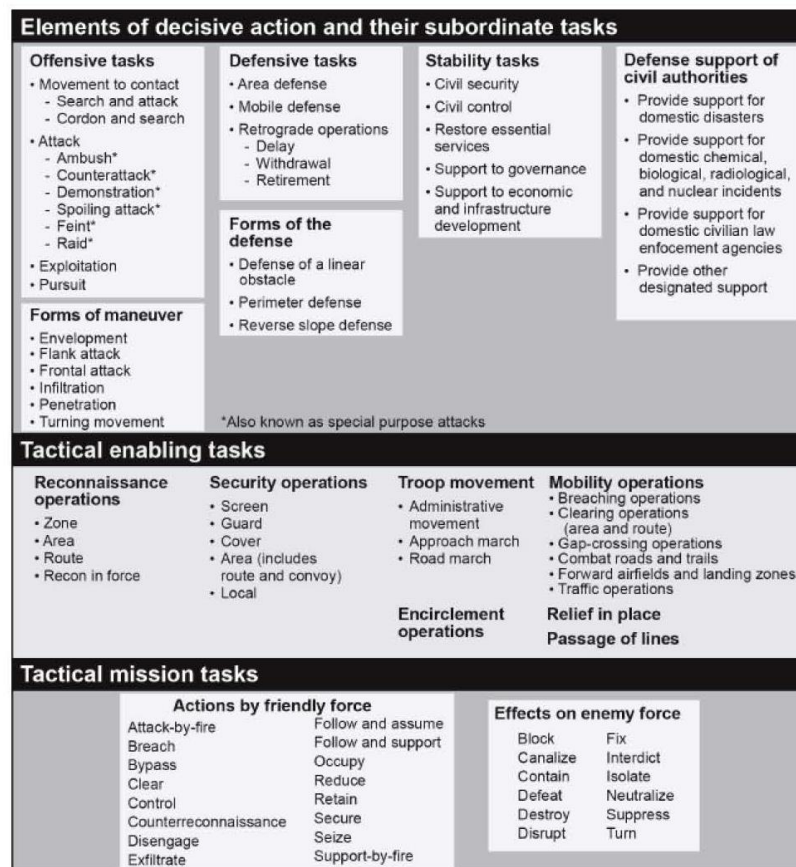 Elements of decisive action and their subordinate tasks
Offensive tasks
• Movement to contact
- Search and attack
- Cordon and search
• Attack
- Ambush*
- Counterattack*
- Demonstration*
- Spoiling attack*
- Feint*
- Raid*
• Exploitation
• Pursuit
Forms of maneuver
• Envelopment
• Flank attack
• Frontal attack
• Infiltration
• Penetration
• Turning movement
Defensive tasks
• Area defense
• Mobile defense
• Retrograde operations
- Delay
- Withdrawal
- Retirement
Forms of the
defense
• Defense of a linear
obstacle
• Perimeter defense
• Reverse slope defense
Stability tasks
• Civil security
• Civil control
• Restore essential
services
• Support to governance
• Support to economic
and infrastructure
development
Defense support of
civil authorities
• Provide support for
domestic disasters
• Provide support for
domestic chemical,
biological, radiological,
and nuclear incidents
• Provide support for
domestic civilian law
enfocement agencies
• Provide other
designated support
*Also known as special purpose attacks
Tactical enabling tasks
Reconnaissance
operations
• Zone
• Area
• Route
• Recon in force
Security operations
• Screen
• Guard
• Cover
• Area (includes
route and convoy)
• Local
Troop movement
• Administrative
movement
• Approach march
• Road march
Encirclement
operations
Mobility operations
• Breaching operations
• Clearing operations
(area and route)
• Gap-crossing operations
• Combat roads and trails
• Forward airfields and landing zones
• Traffic operations
Relief in place
Passage of lines
Tactical mission tasks
Actions by friendly force
Attack-by-fire
Breach
Bypass
Clear
Control
Counterreconnaissance
Disengage
Exfiltrate
Follow and assume
Follow and support
Occupy
Reduce
Retain
Secure
Seize
Support-by-fire
Effects on enemy force
Block
Canalize
Contain
Defeat
Destroy
Disrupt
Fix
Interdict
Isolate
Neutralize
Suppress
Turn